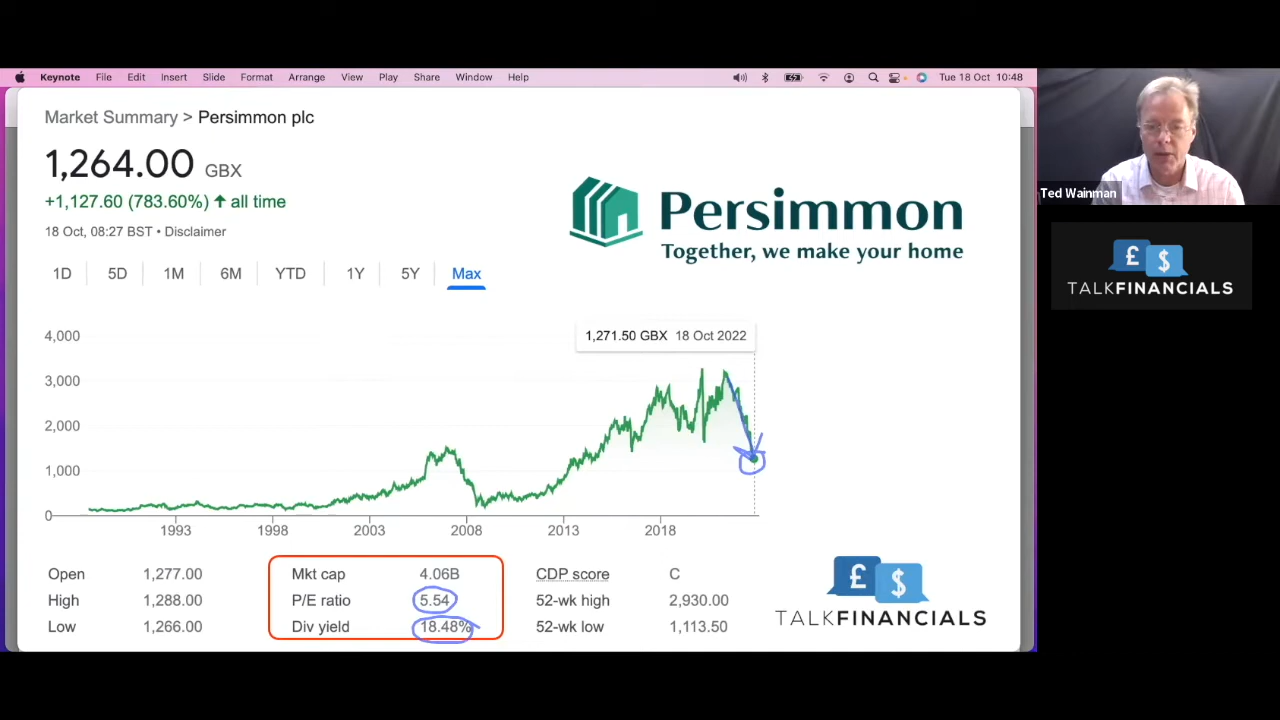 Keynote File Edit Insert Slide Format Arrange View Play Share Window Help Tue 18 Oct 10:48
Market Summary > Persimmon plc
1,264.00 GBX
+1,127.60 (783.60%) ↑ all time
18 Oct, 08:27 BST • Disclaimer
Persimmon
Together, we make your home
1D 5D 1M 6M YTD 1Y 5Y Max
1,271.50 GBX 18 Oct 2022
4,000
3,000
2,000
1,000
0
1993 1998 2003 2008 2013 2018
Open 1,277.00 Mkt cap 4.06B CDP score C
High 1,288.00 P/E ratio 5.54 52-wk high 2,930.00
Low 1,266.00 Div yield 18.48% 52-wk low 1,113.50
£ $
TALKFINANCIALS
Ted Wainman
£ $
TALKFINANCIALS